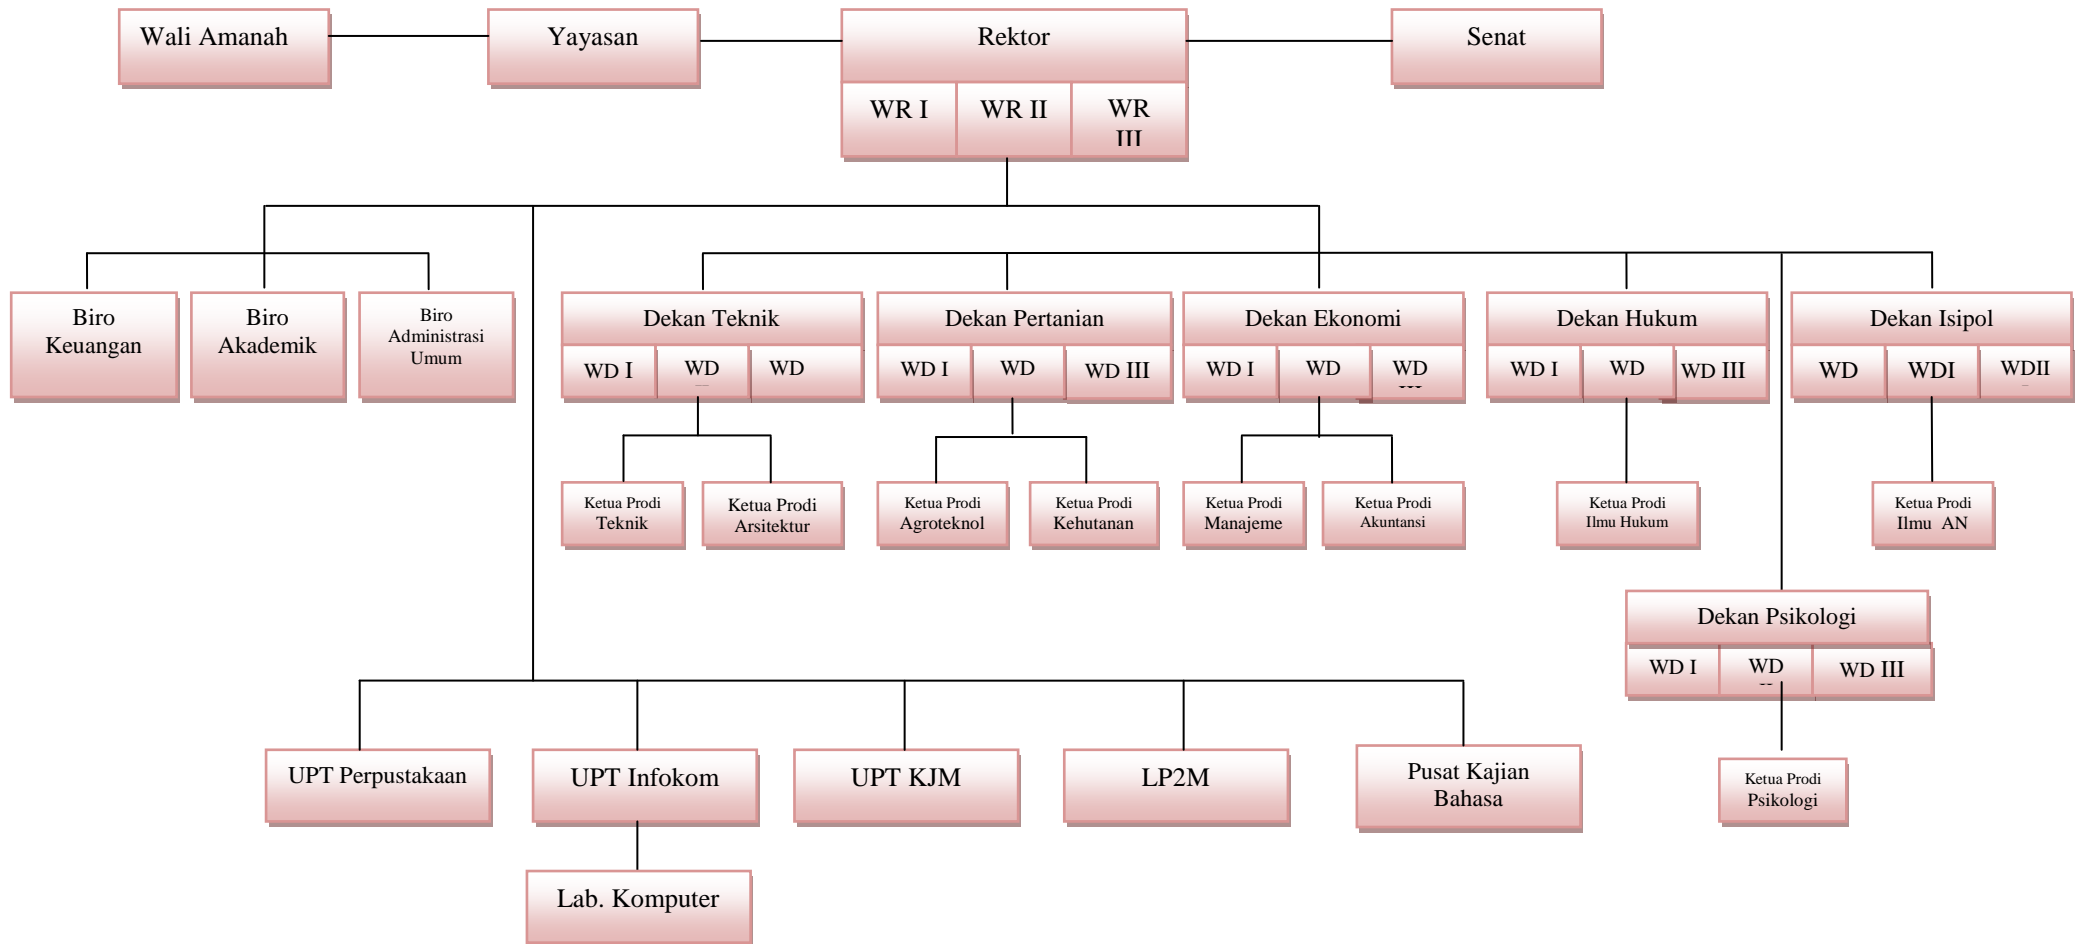 Wali Amanah
Yayasan
Rektor
Senat
WR I
WR II
WR
III
Biro
Keuangan
Biro
Akademik
Biro
Administrasi
Umum
Dekan Teknik
WD I
WD
WD
Dekan Pertanian
WD I
WD
WD III
Dekan Ekonomi
WD I
WD
WD
Dekan Hukum
WD I
WD
WD III
Dekan Isipol
WD
WDI
WDII
Ketua Prodi
Teknik
Ketua Prodi
Arsitektur
Ketua Prodi
Agroteknol
Ketua Prodi
Kehutanan
Ketua Prodi
Manajeme
Ketua Prodi
Akuntansi
Ketua Prodi
Ilmu Hukum
Ketua Prodi
Ilmu AN
Dekan Psikologi
WD I
WD
WD III
UPT Perpustakaan
UPT Infokom
UPT KJM
LP2M
Pusat Kajian
Bahasa
Ketua Prodi
Psikologi
Lab. Komputer